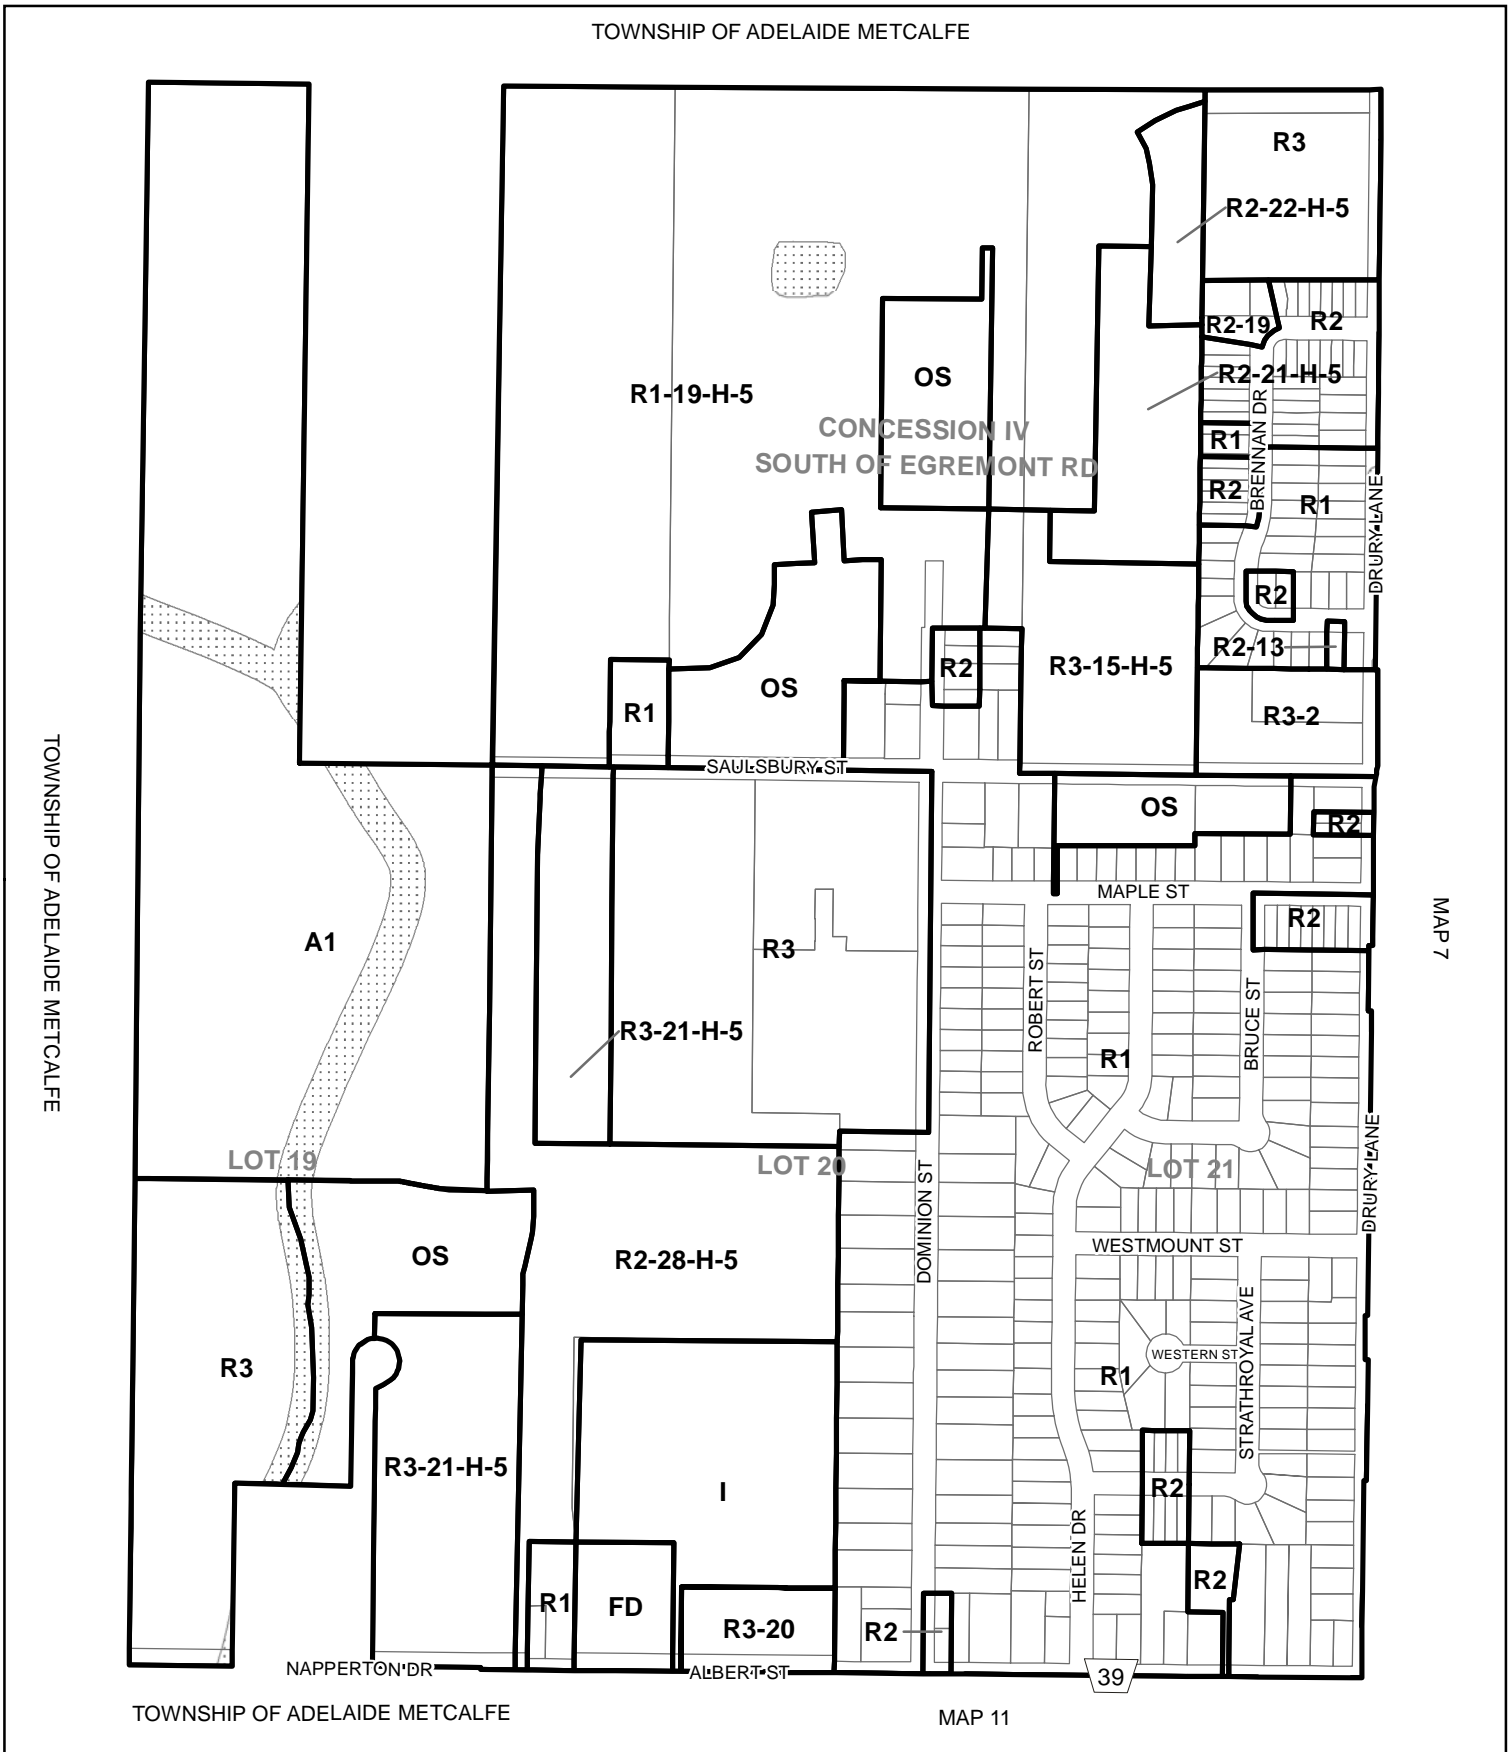 TOWNSHIP OF ADELAIDE METCALFE
R3
R2-22-H-5
R2-19
R2
OS
R2-21-H-5
R1-19-H-5
CONCESSION IV
SOUTH OF EGREMONT RD
R1
BRENNAN DR
R2
R1
DRURY LANE
R2
R2-13
R2
R3-15-H-5
OS
R1
R3-2
SAULSBURY ST
TOWNSHIP OF ADELAIDE METCALFE
OS
R2
MAPLE ST
R2
MAP 7
A1
R3
ROBERT ST
BRUCE ST
R3-21-H-5
R1
LOT 19
LOT 20
LOT 21
DOMINION ST
DRURY LANE
WESTMOUNT ST
OS
R2-28-H-5
STRATHROYAL AVE
WESTERN ST
R3
R1
R3-21-H-5
I
R2
HELEN DR
R2
R1
FD
R3-20
R2
NAPPERTON DR
ALBERT ST
39
TOWNSHIP OF ADELAIDE METCALFE
MAP 11